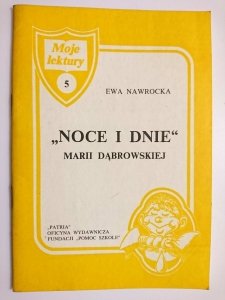 Moje
lektury
5
EWA NAWROCKA
„NOCE I DNIE“
MARII DĄBROWSKIEJ
„PATRIA"
OFICYNA WYDAWNICZA
FUNDACJI „POMOC SZKOLE"